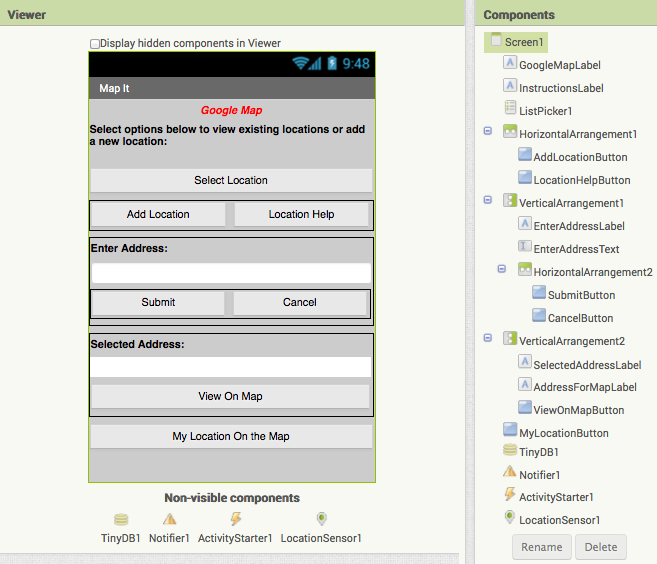 Viewer
Display hidden components in Viewer
9:48
Map It
Google Map
Select options below to view existing locations or add
a new location:
Select Location
Add Location
Location Help
Enter Address:
Submit
Cancel
Selected Address:
View On Map
My Location On the Map
Non-visible components
TinyDB1
Notifier1
ActivityStarter1
LocationSensor1
Components
Screen1
GoogleMapLabel
InstructionsLabel
ListPicker1
HorizontalArrangement1
AddLocationButton
LocationHelpButton
VerticalArrangement1
EnterAddressLabel
EnterAddressText
HorizontalArrangement2
SubmitButton
CancelButton
VerticalArrangement2
SelectedAddressLabel
AddressForMapLabel
ViewOnMapButton
MyLocationButton
TinyDB1
Notifier1
ActivityStarter1
LocationSensor1
Rename
Delete